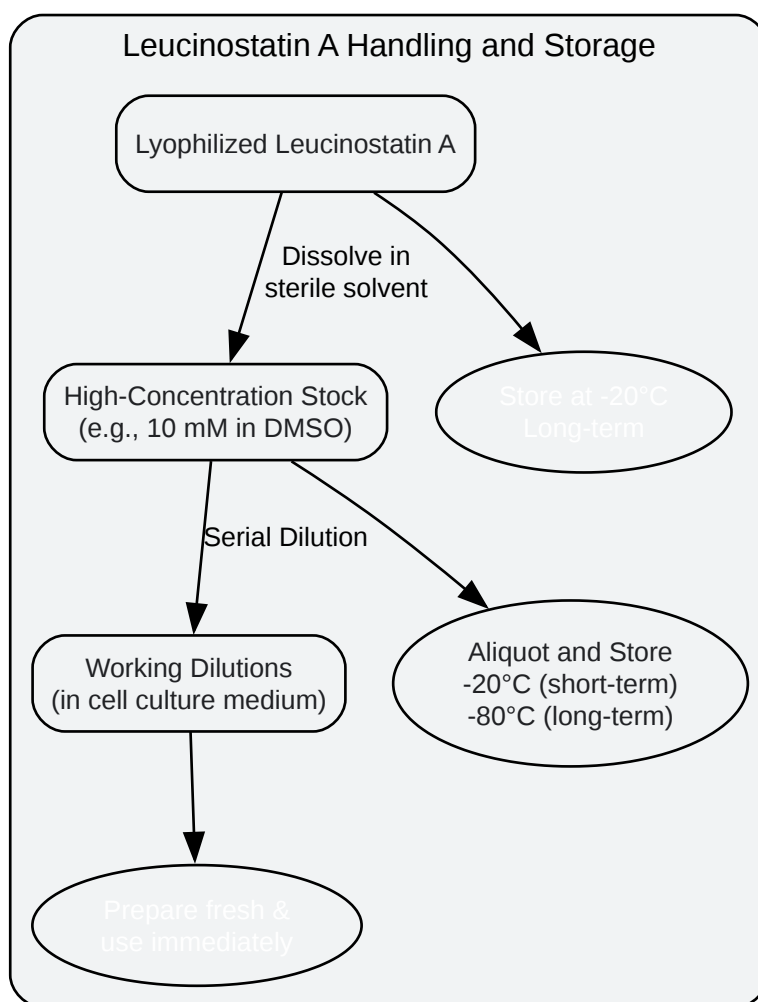 Leucinostatin A Handling and Storage
Lyophilized Leucinostatin A
Dissolve in
sterile solvent
High-Concentration Stock
(e.g., 10 mM in DMSO)
Store at -20°C
Long-term
Serial Dilution
Working Dilutions
(in cell culture medium)
Aliquot and Store
-20°C (short-term)
-80°C (long-term)
Prepare fresh &
use immediately